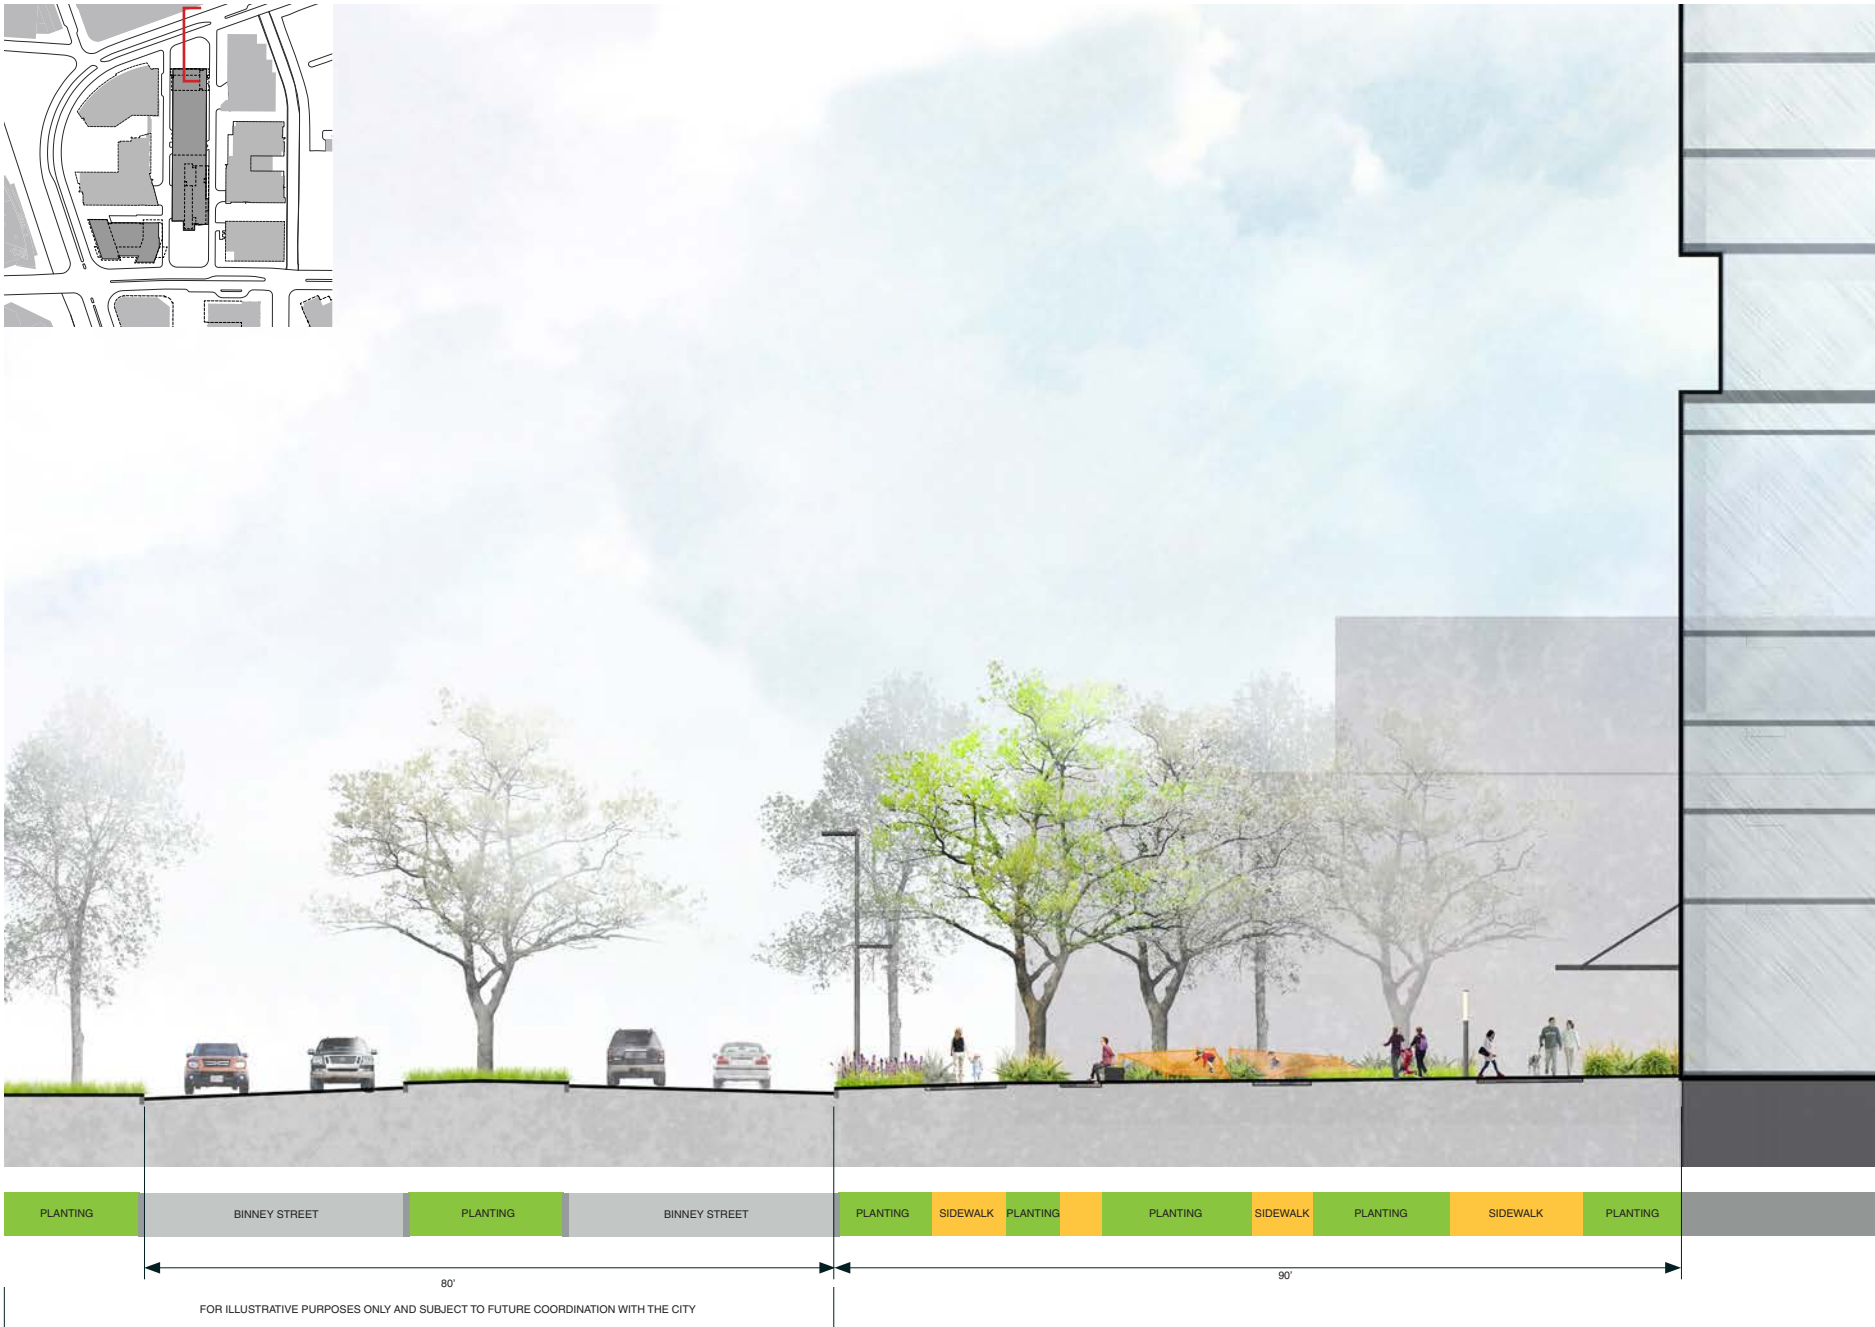 PLANTING
BINNEY STREET
PLANTING
BINNEY STREET
PLANTING
SIDEWALK
PLANTING
PLANTING
SIDEWALK
PLANTING
SIDEWALK
PLANTING
80'
90'
FOR ILLUSTRATIVE PURPOSES ONLY AND SUBJECT TO FUTURE COORDINATION WITH THE CITY